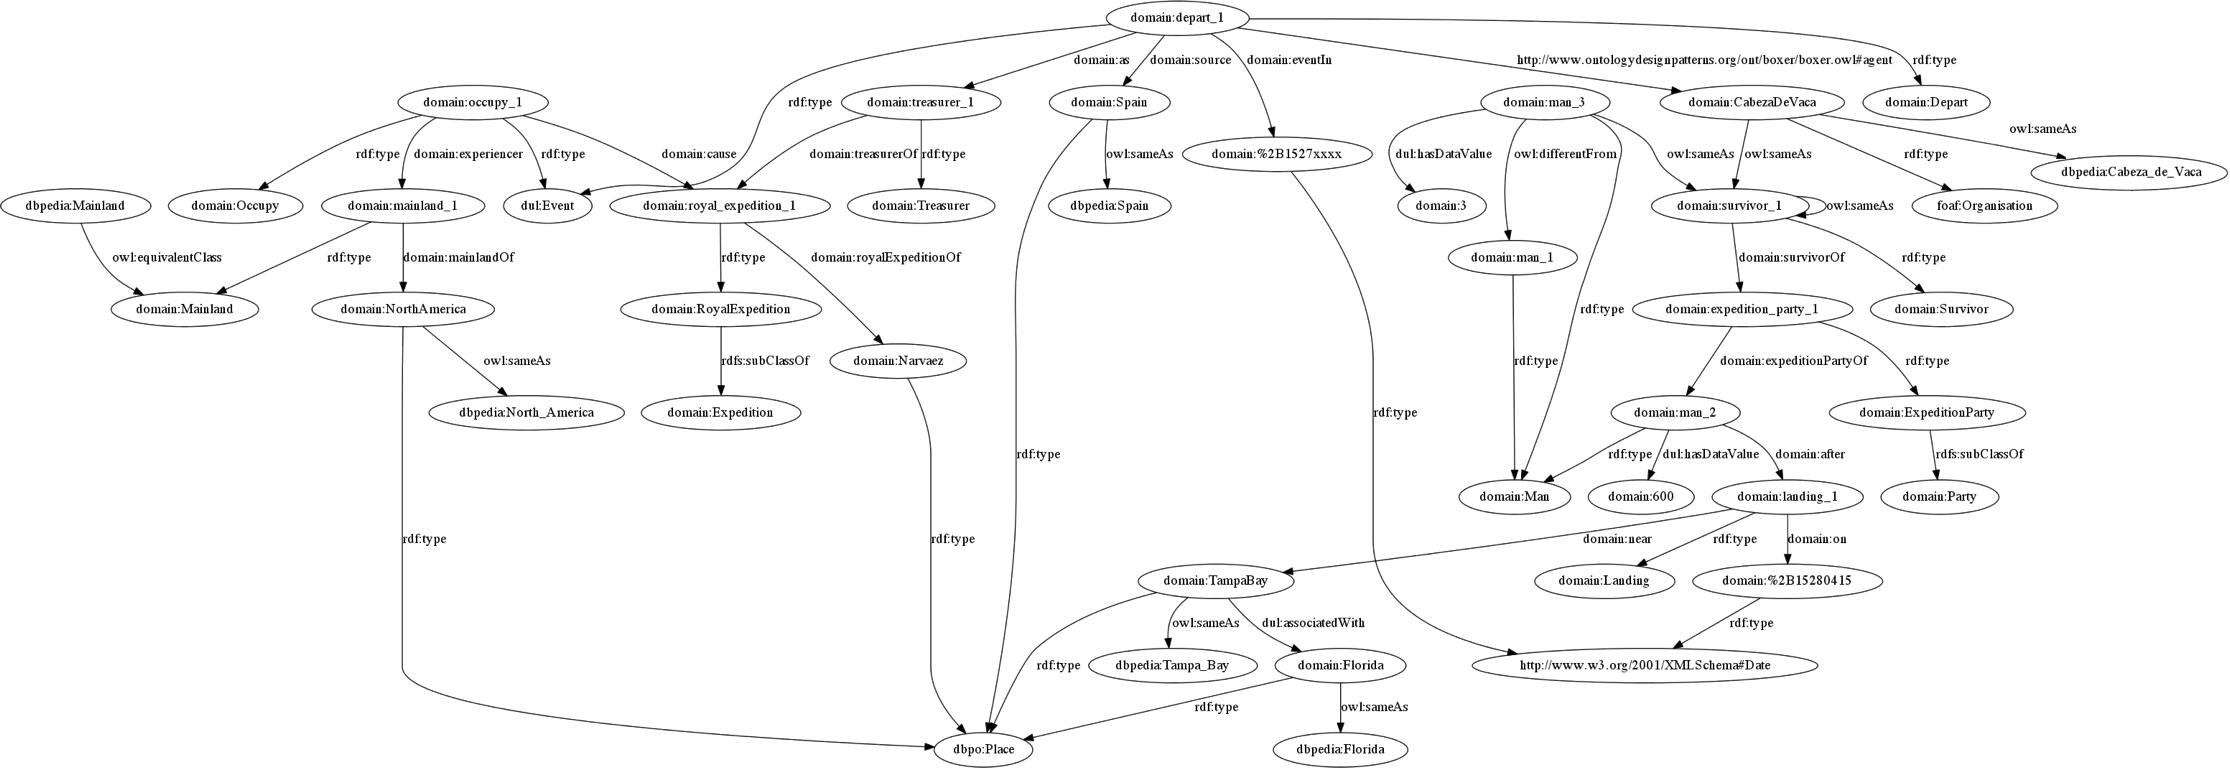 domain:depart_1
domain:as
domain:source
domain:eventIn
http://www.ontologydesignpatterns.org/ont/boxer/boxer.owl#agent
rdf:type
rdf:type
domain:occupy_1
domain:treasurer_1
domain:Spain
domain:man_3
domain:CabezaDeVaca
domain:Depart
owl:sameAs
rdf:type
domain:experiencer
rdf:type
domain:cause
domain:treasurerOf
rdf:type
owl:sameAs
domain:%2B1527xxxx
dul:hasDataValue
owl:differentFrom
owl:sameAs
owl:sameAs
rdf:type
dbpedia:Cabeza_de_Vaca
dbpedia:Mainland
domain:Occupy
domain:mainland_1
dul:Event
domain:royal_expedition_1
domain:Treasurer
dbpedia:Spain
domain:3
domain:survivor_1
owl:sameAs
foaf:Organisation
owl:equivalentClass
rdf:type
domain:mainlandOf
rdf:type
domain:royalExpeditionOf
domain:man_1
domain:survivorOf
rdf:type
domain:Mainland
domain:NorthAmerica
domain:RoyalExpedition
rdf:type
domain:expedition_party_1
domain:Survivor
owl:sameAs
rdfs:subClassOf
domain:Narvaez
rdf:type
domain:expeditionPartyOf
rdf:type
dbpedia:North_America
domain:Expedition
rdf:type
domain:man_2
domain:ExpeditionParty
rdf:type
rdf:type
dul:hasDataValue
domain:after
rdfs:subClassOf
domain:Man
domain:600
domain:landing_1
domain:Party
rdf:type
rdf:type
domain:near
rdf:type
domain:on
domain:TampaBay
domain:Landing
domain:%2B15280415
owl:sameAs
dul:associatedWith
rdf:type
rdf:type
dbpedia:Tampa_Bay
domain:Florida
http://www.w3.org/2001/XMLSchema#Date
rdf:type
owl:sameAs
dbpo:Place
dbpedia:Florida